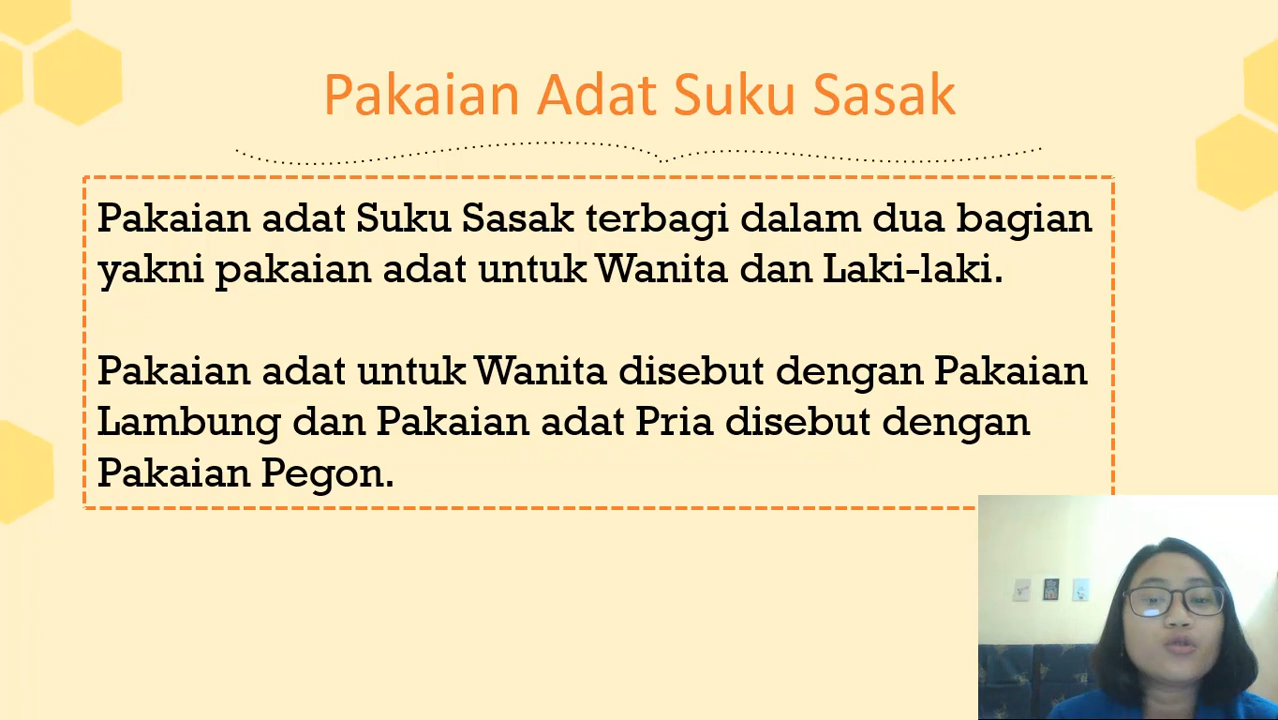 Pakaian Adat Suku Sasak
Pakaian adat Suku Sasak terbagi dalam dua bagian
yakni pakaian adat untuk Wanita dan Laki-laki.
Pakaian adat untuk Wanita disebut dengan Pakaian
Lambung dan Pakaian adat Pria disebut dengan
Pakaian Pegon.